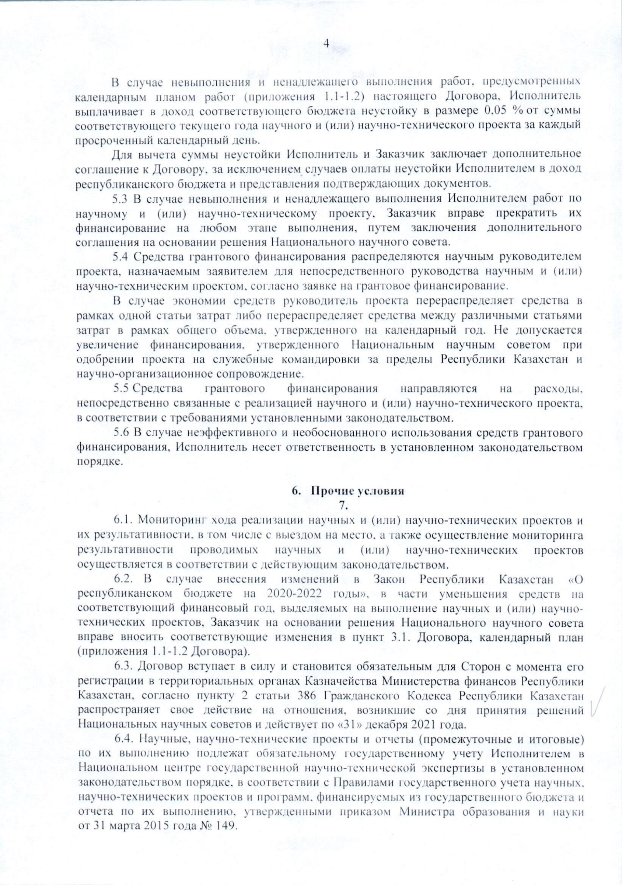 4
В случае невыполнения и ненадлежащего выполнения работ, предусмотренных
календарным планом работ (приложения 1.1-1.2) настоящего Договора, Исполнитель
выплачивает в доход соответствующего бюджета неустойку в размере 0,05 % от суммы
соответствующего текущего года научного и (или) научно-технического проекта за каждый
просроченный календарный день.
Для вычета суммы неустойки Исполнитель и Заказчик заключает дополнительное
соглашение к Договору, за исключением случаев оплаты неустойки Исполнителем в доход
республиканского бюджета и представления подтверждающих документов.
5.3 В случае невыполнения и ненадлежащего выполнения Исполнителем работ по
научному и (или) научно-техническому проекту, Заказчик вправе прекратить их
финансирование на любом этапе выполнения, путем заключения дополнительного
соглашения на основании решения Национального научного совета.
5.4 Средства грантового финансирования распределяются научным руководителем
проекта, назначаемым заявителем для непосредственного руководства научным и (или)
научно-техническим проектом, согласно заявке на грантовое финансирование.
В случае экономии средств руководитель проекта перераспределяет средства в
рамках одной статьи затрат либо перераспределяет средства между различными статьями
затрат в рамках общего объема, утвержденного на календарный год. Не допускается
увеличение финансирования, утвержденного Национальным научным советом при
одобрении проекта на служебные командировки за пределы Республики Казахстан и
научно-организационное сопровождение.
5.5 Средства грантового финансирования направляются на расходы,
непосредственно связанные с реализацией научного и (или) научно-технического проекта,
в соответствии с требованиями установленными законодательством.
5.6 В случае неэффективного и необоснованного использования средств грантового
финансирования, Исполнитель несет ответственность в установленном законодательством
порядке.
6. Прочие условия
7.
6.1. Мониторинг хода реализации научных и (или) научно-технических проектов и
их результативности, в том числе с выездом на место, а также осуществление мониторинга
результативности проводимых научных и (или) научно-технических проектов
осуществляется в соответствии с действующим законодательством.
6.2. В случае внесения изменений в Закон Республики Казахстан «О
республиканском бюджете на 2020-2022 годы», в части уменьшения средств на
соответствующий финансовый год, выделяемых на выполнение научных и (или) научно-
технических проектов, Заказчик на основании решения Национального научного совета
вправе вносить соответствующие изменения в пункт 3.1. Договора, календарный план
(приложения 1.1-1.2 Договора).
6.3. Договор вступает в силу и становится обязательным для Сторон с момента его
регистрации в территориальных органах Казначейства Министерства финансов Республики
Казахстан, согласно пункту 2 статьи 386 Гражданского Кодекса Республики Казахстан
распространяет свое действие на отношения, возникшие со дня принятия решений
Национальных научных советов и действует по «31» декабря 2021 года.
6.4. Научные, научно-технические проекты и отчеты (промежуточные и итоговые)
по их выполнению подлежат обязательному государственному учету Исполнителем в
Национальном центре государственной научно-технической экспертизы в установленном
законодательством порядке, в соответствии с Правилами государственного учета научных,
научно-технических проектов и программ, финансируемых из государственного бюджета и
отчета по их выполнению, утвержденными приказом Министра образования и науки
от 31 марта 2015 года № 149.